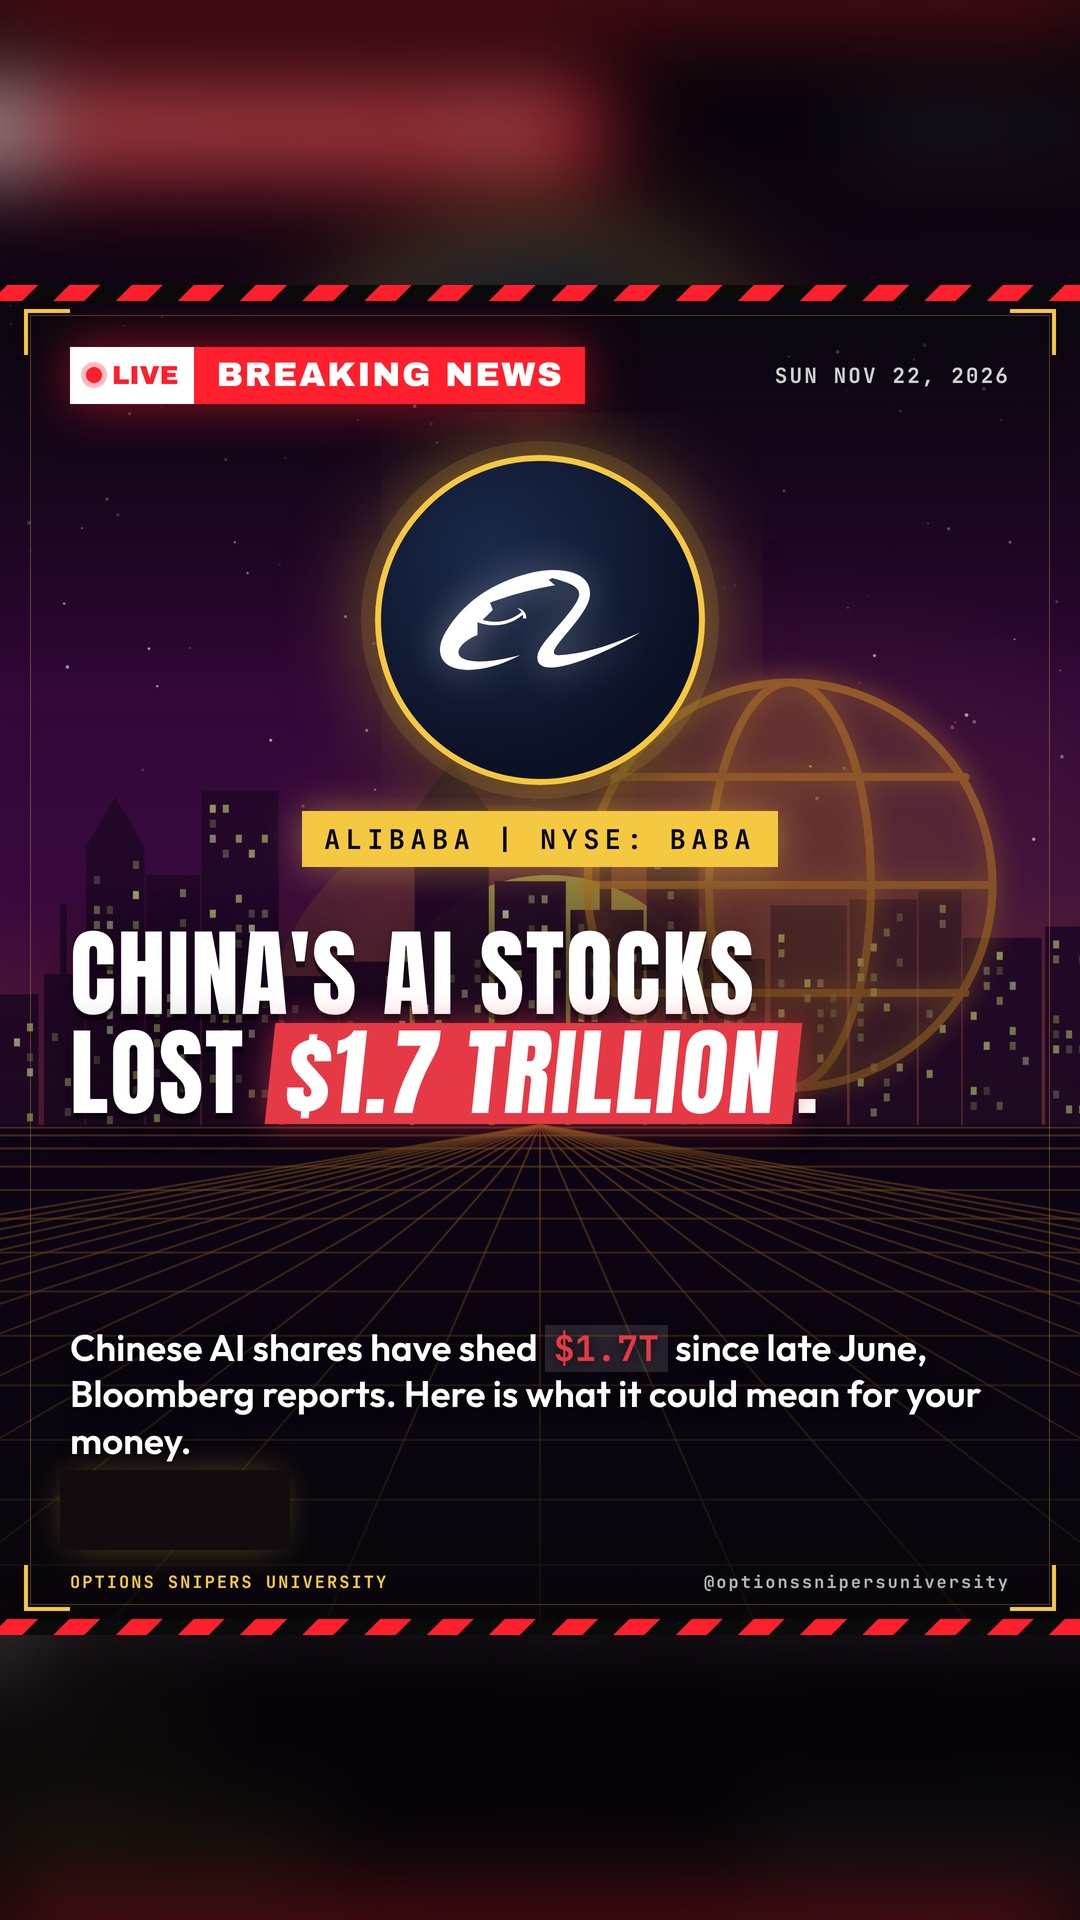 LIVE BREAKING NEWS
SUN NOV 22, 2026
ALIBABA | NYSE: BABA
CHINA'S AI STOCKS
LOST $1.7 TRILLION.
Chinese AI shares have shed $1.7T since late June,
Bloomberg reports. Here is what it could mean for your
money.
OPTIONS SNIPERS UNIVERSITY
@optionssnipersuniversity